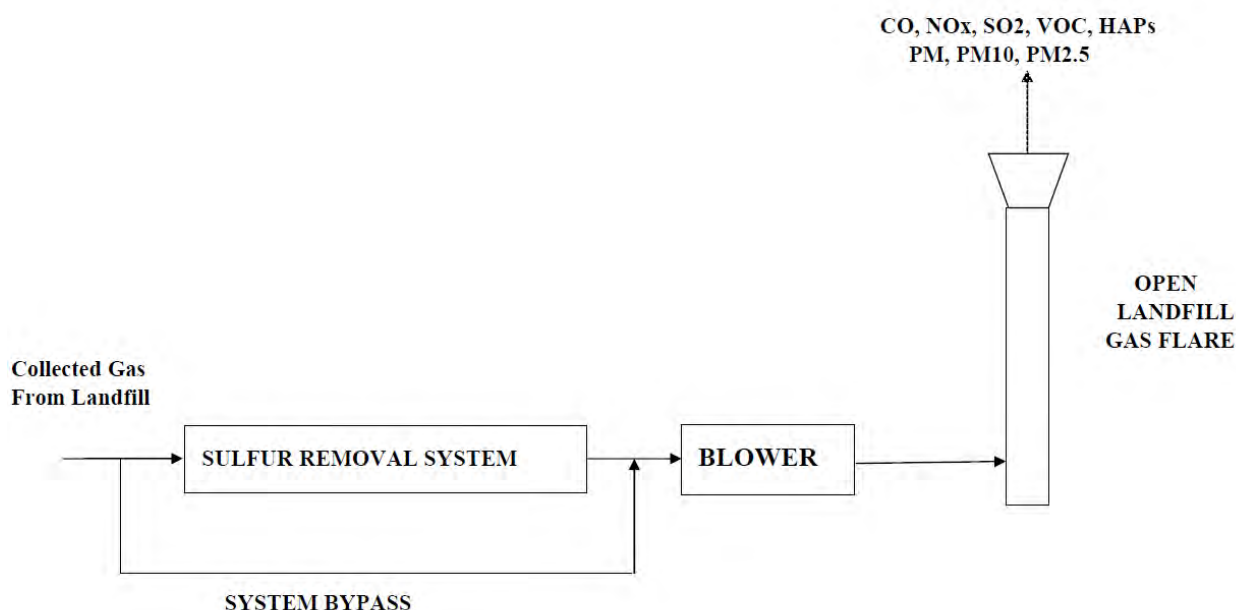 CO, NOx, SO2, VOC, HAPs
PM, PM10, PM2.5
OPEN
LANDFILL
GAS FLARE
Collected Gas
From Landfill
SULFUR REMOVAL SYSTEM
BLOWER
SYSTEM BYPASS